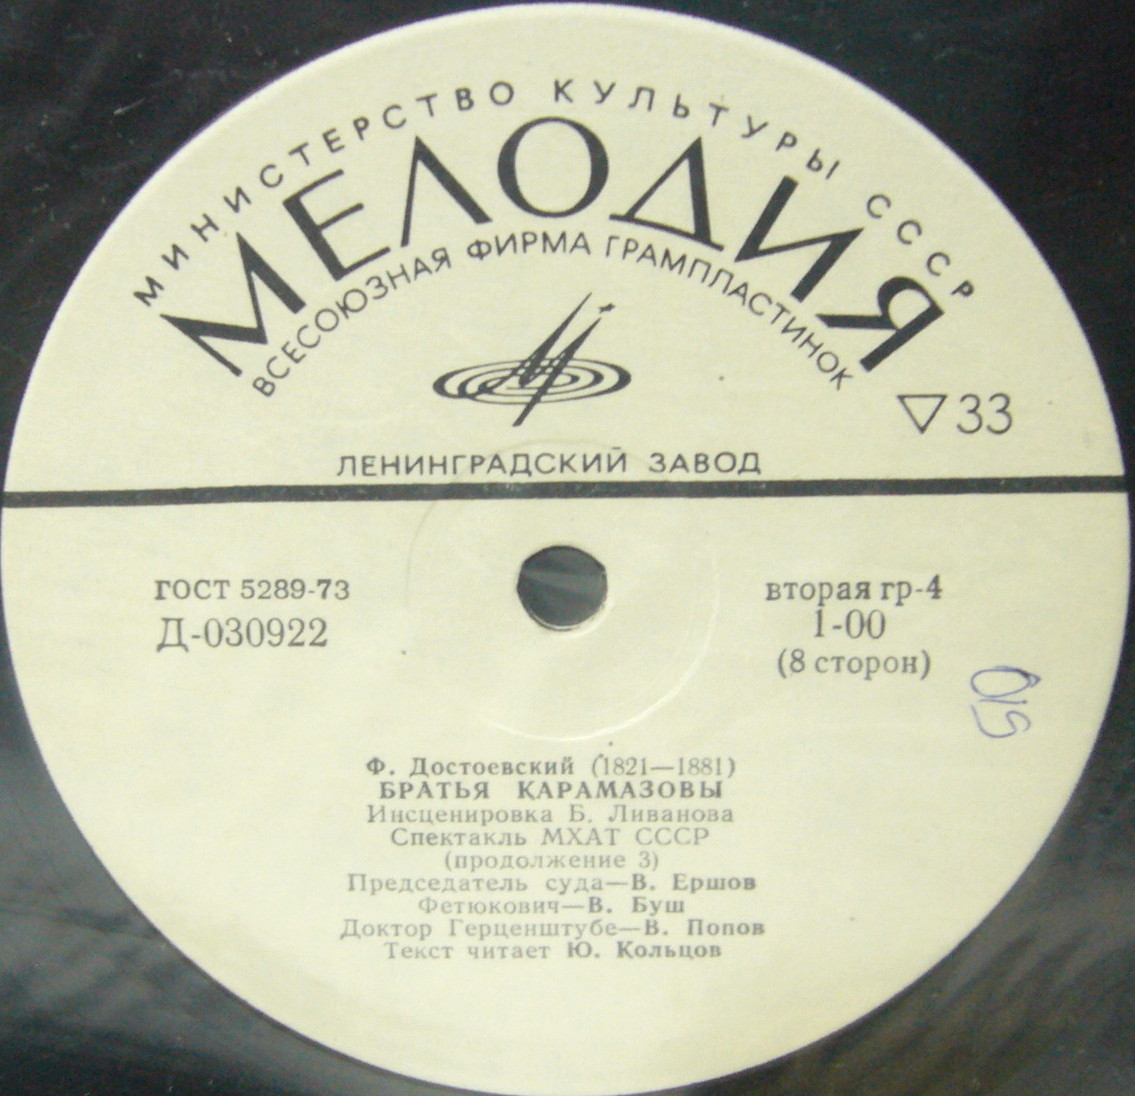 МИНИСТЕРСТВО КУЛЬТУРЫ СССР
МЕЛОДИЯ
ВСЕСОЮЗНАЯ ФИРМА ГРАМПЛАСТИНОК
▽33
ЛЕНИНГРАДСКИЙ ЗАВОД
ГОСТ 5289-73
Д-030922
вторая гр-4
1-00
(8 сторон)
Ф. Достоевский (1821—1881)
БРАТЬЯ КАРАМАЗОВЫ
Инсценировка Б. Ливанова
Спектакль МХАТ СССР
(продолжение 3)
Председатель суда—В. Ершов
Фетюкович—В. Буш
Доктор Герценштубе—В. Попов
Текст читает Ю. Кольцов